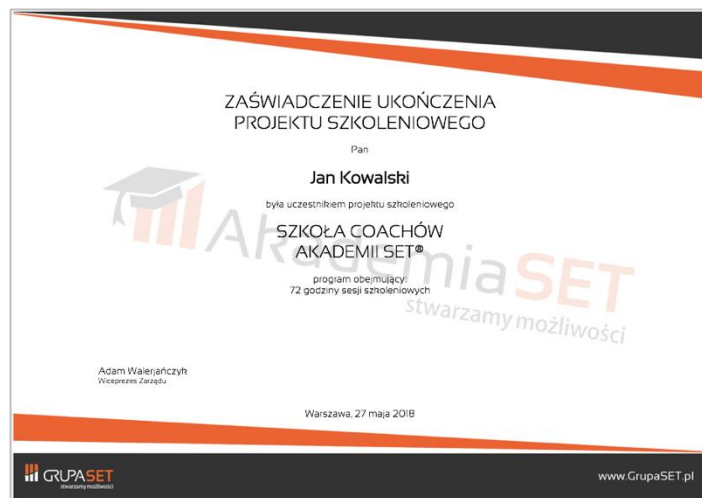 ZAŚWIADCZENIE UKOŃCZENIA
PROJEKTU SZKOLENIOWEGO
Pan
Jan Kowalski
była uczestnikiem projektu szkoleniowego
SZKOŁA COACHÓW
AKADEMII SET®
program obejmujący:
72 godziny sesji szkoleniowych
AkademiaSET
stwarzamy możliwości
Adam Walerjańczyk
Wiceprezes Zarządu
Warszawa, 27 maja 2018
GRUPASET
stwarzamy możliwości
www.GrupaSET.pl